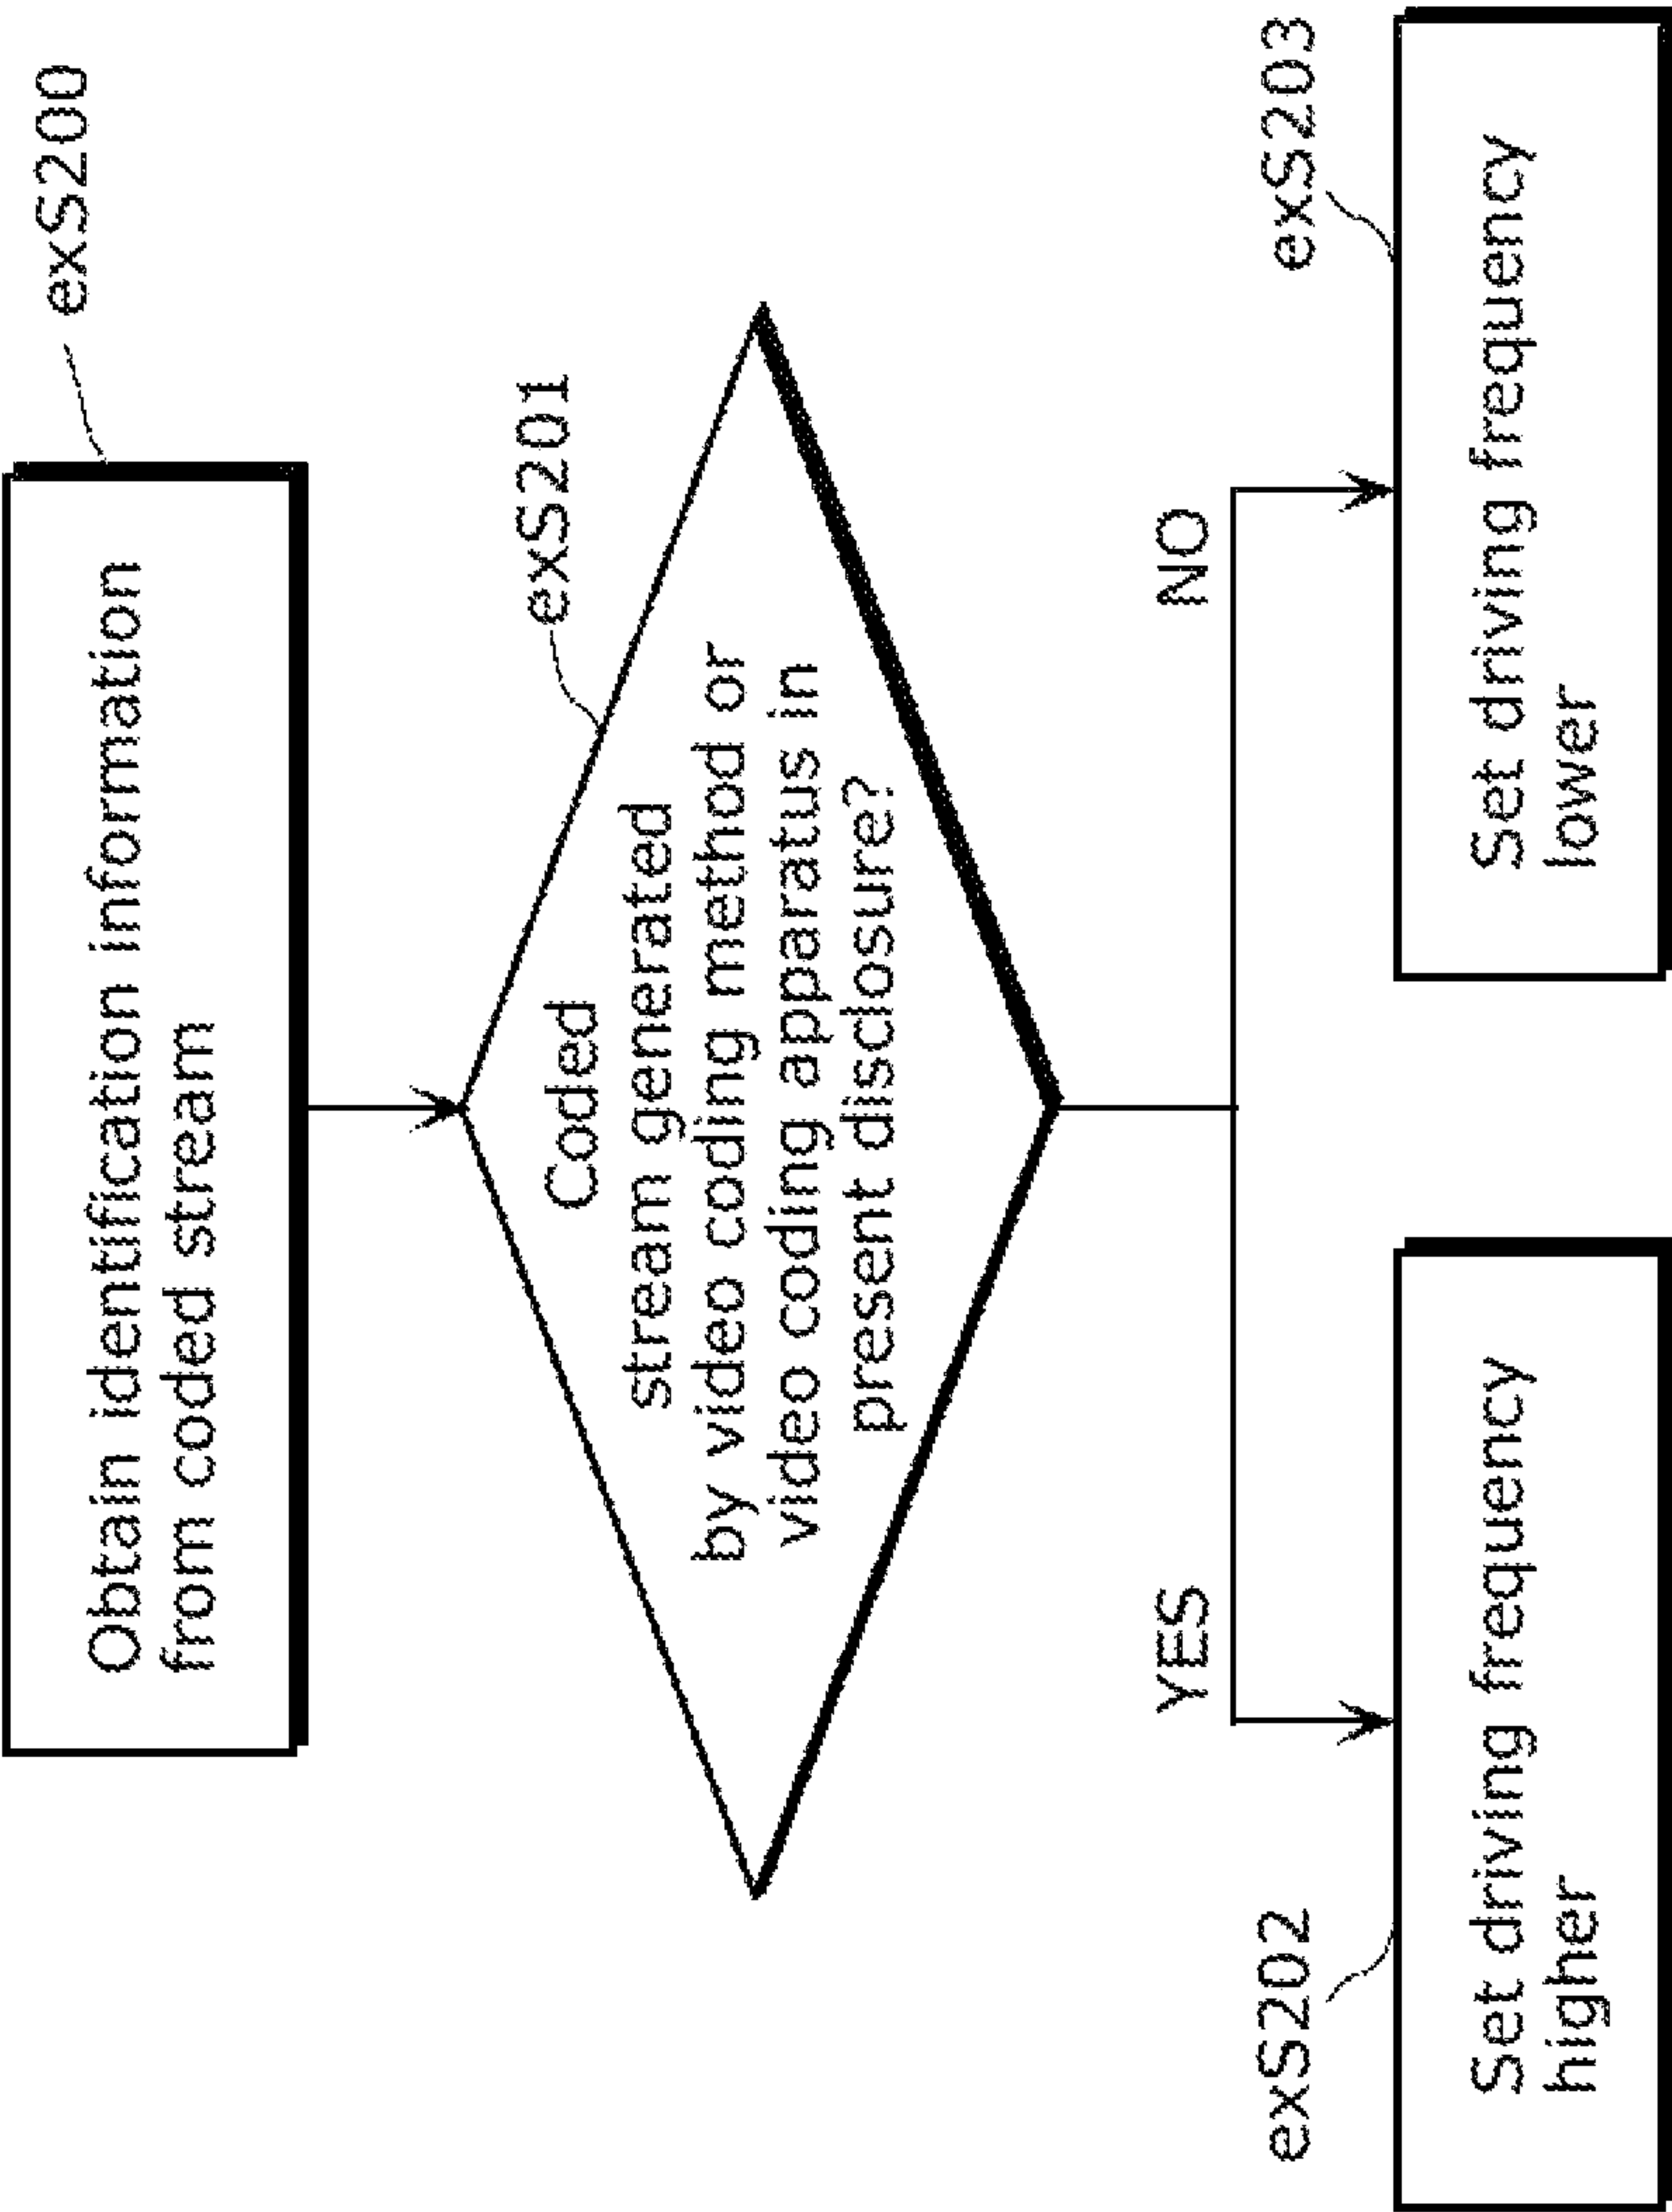 exS200
Obtain identification information
from coded stream
exS201
Coded
stream generated
by video coding method or
video coding apparatus in
present disclosure?
YES
NO
exS202
exS203
Set driving frequency
higher
Set driving frequency
lower